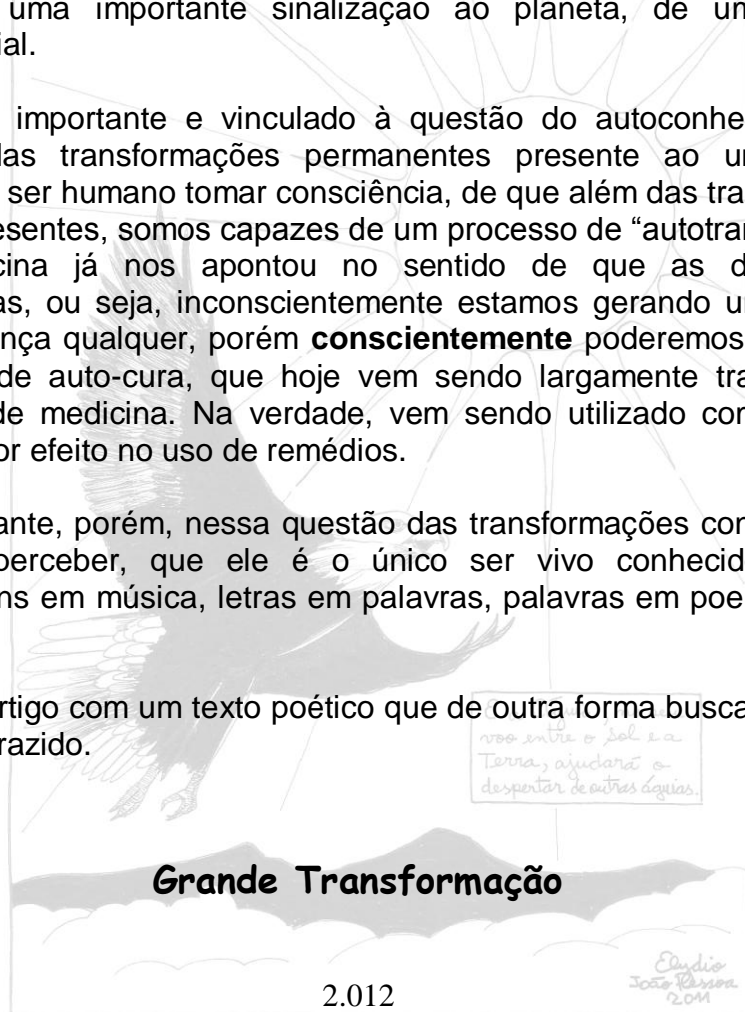 uma importante sinalização ao planeta, de um
ial.
importante e vinculado à questão do autoconhe
las transformações permanentes presente ao un
ser humano tomar consciência, de que além das tra
esentes, somos capazes de um processo de “autotran
cina já nos apontou no sentido de que as d
as, ou seja, inconscientemente estamos gerando un
nça qualquer, porém conscientemente poderemos
de auto-cura, que hoje vem sendo largamente tra
de medicina. Na verdade, vem sendo utilizado con
or efeito no uso de remédios.
ante, porém, nessa questão das transformações con
perceber, que ele é o único ser vivo conhecid
ns em música, letras em palavras, palavras em poe
rtigo com um texto poético que de outra forma busca
razido.
voo entre o Sol e a
Terra, ajudará o
despertar de outras águias.
Grande Transformação
Elydio
João Pessoa
2011
2.012